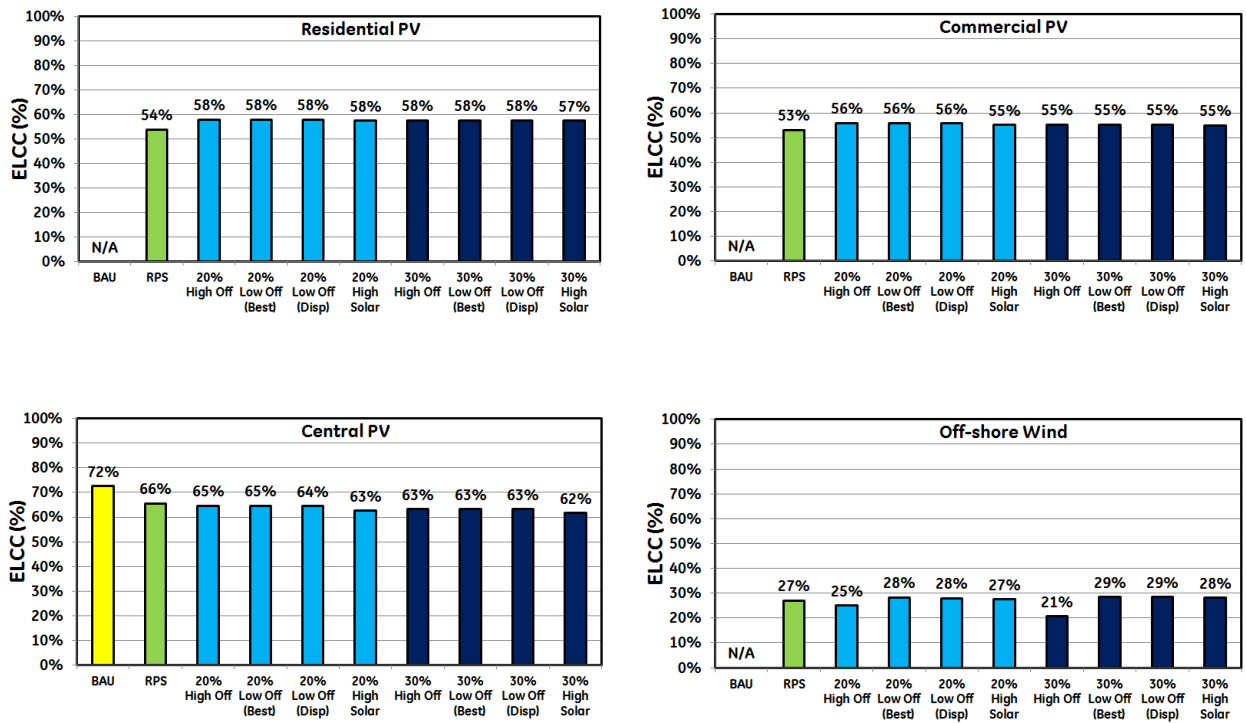 Residential PV
ELCC (%)
100%
90%
80%
70%
60%
50%
40%
30%
20%
10%
0%
N/A
54%
58%
58%
58%
58%
58%
58%
58%
57%
BAU
RPS
20% High Off
20% Low Off (Best)
20% Low Off (Disp)
20% High Solar
30% High Off
30% Low Off (Best)
30% Low Off (Disp)
30% High Solar
Commercial PV
ELCC (%)
100%
90%
80%
70%
60%
50%
40%
30%
20%
10%
0%
N/A
53%
56%
56%
56%
55%
55%
55%
55%
55%
BAU
RPS
20% High Off
20% Low Off (Best)
20% Low Off (Disp)
20% High Solar
30% High Off
30% Low Off (Best)
30% Low Off (Disp)
30% High Solar
Central PV
ELCC (%)
100%
90%
80%
70%
60%
50%
40%
30%
20%
10%
0%
72%
66%
65%
65%
64%
63%
63%
63%
63%
62%
BAU
RPS
20% High Off
20% Low Off (Best)
20% Low Off (Disp)
20% High Solar
30% High Off
30% Low Off (Best)
30% Low Off (Disp)
30% High Solar
Off-shore Wind
ELCC (%)
100%
90%
80%
70%
60%
50%
40%
30%
20%
10%
0%
N/A
27%
25%
28%
28%
27%
21%
29%
29%
28%
BAU
RPS
20% High Off
20% Low Off (Best)
20% Low Off (Disp)
20% High Solar
30% High Off
30% Low Off (Best)
30% Low Off (Disp)
30% High Solar